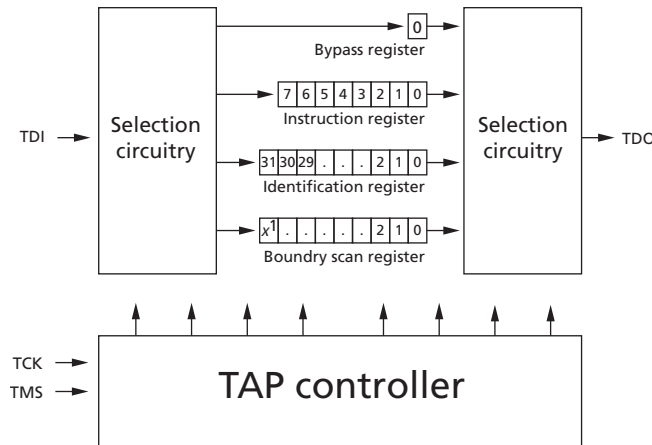 0
Bypass register
7 6 5 4 3 2 1 0
Instruction register
TDI
Selection
circuitry
Selection
circuitry
TDO
31 30 29 . . . 2 1 0
Identification register
x1 . . . . . 2 1 0
Boundry scan register
TCK
TMS
TAP controller